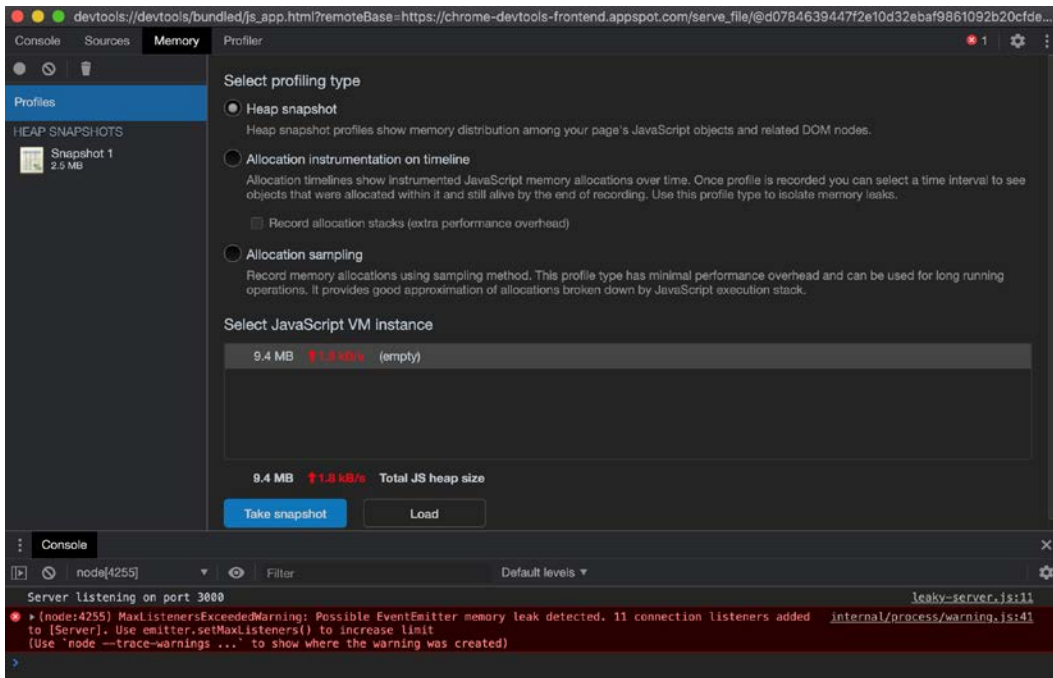 devtools://devtools/bundled/js_app.html?remoteBase=https://chrome-devtools-frontend.appspot.com/serve_file/@d0784639447f2e10d32ebaf9861092b20cfde...
Console Sources Memory Profiler 1
Profiles
HEAP SNAPSHOTS
Snapshot 1
2.5 MB
Select profiling type
Heap snapshot
Heap snapshot profiles show memory distribution among your page's JavaScript objects and related DOM nodes.
Allocation instrumentation on timeline
Allocation timelines show instrumented JavaScript memory allocations over time. Once profile is recorded you can select a time interval to see
objects that were allocated within it and still alive by the end of recording. Use this profile type to isolate memory leaks.
Record allocation stacks (extra performance overhead)
Allocation sampling
Record memory allocations using sampling method. This profile type has minimal performance overhead and can be used for long running
operations. It provides good approximation of allocations broken down by JavaScript execution stack.
Select JavaScript VM instance
9.4 MB 1.8 kB/s (empty)
9.4 MB 1.8 kB/s Total JS heap size
Take snapshot Load
Console
node[4255] Filter Default levels
Server listening on port 3000 leaky-server.js:11
(node:4255) MaxListenersExceededWarning: Possible EventEmitter memory leak detected. 11 connection listeners added internal/process/warning.js:41
to [Server]. Use emitter.setMaxListeners() to increase limit
(Use `node --trace-warnings ...` to show where the warning was created)